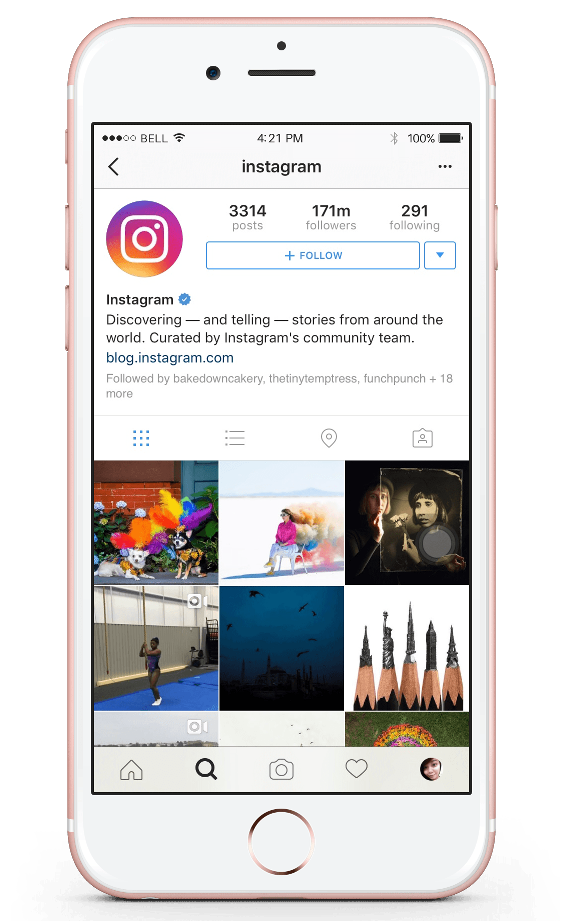 BELL 4:21 PM 100%
instagram
3314 171m 291
posts followers following
+ FOLLOW
Instagram
Discovering — and telling — stories from around the
world. Curated by Instagram's community team.
blog.instagram.com
Followed by bakedowncakery, thetinytemptress, funchpunch + 18
more